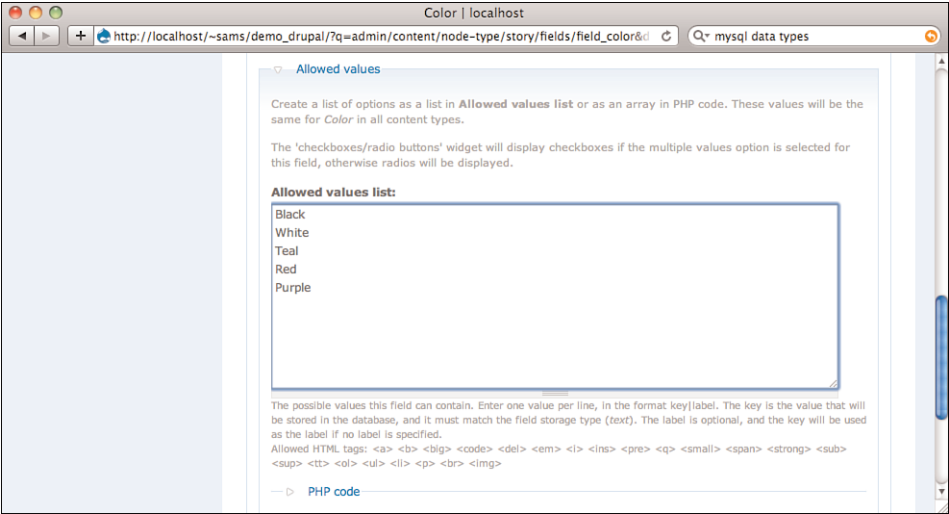 Color | localhost
http://localhost/~sams/demo_drupal/?q=admin/content/node-type/story/fields/field_color&d
mysql data types
Allowed values
Create a list of options as a list in Allowed values list or as an array in PHP code. These values will be the
same for Color in all content types.
The 'checkboxes/radio buttons' widget will display checkboxes if the multiple values option is selected for
this field, otherwise radios will be displayed.
Allowed values list:
Black
White
Teal
Red
Purple
The possible values this field can contain. Enter one value per line, in the format key|label. The key is the value that will
be stored in the database, and it must match the field storage type (text). The label is optional, and the key will be used
as the label if no label is specified.
Allowed HTML tags: <a> <b> <big> <code> <del> <em> <i> <ins> <pre> <q> <small> <span> <strong> <sub>
<sup> <tt> <ol> <ul> <li> <p> <br> <img>
PHP code